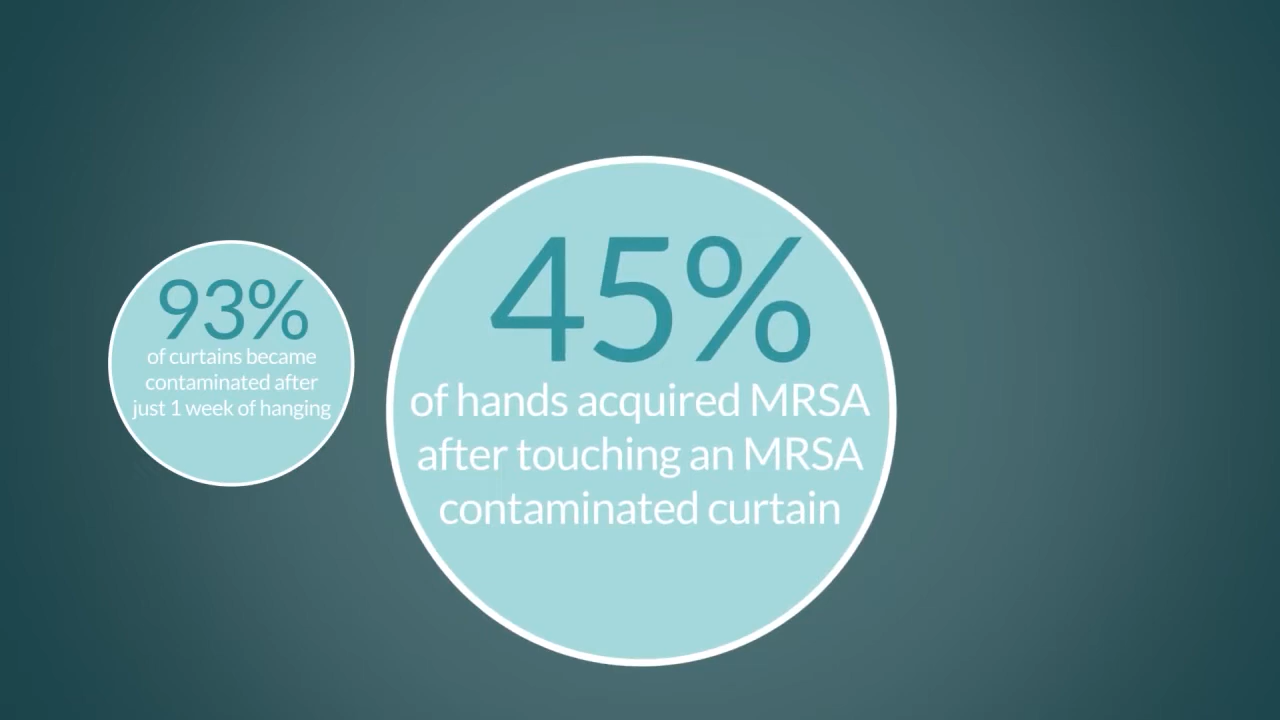 93%
of curtains became
contaminated after
just 1 week of hanging
45%
of hands acquired MRSA
after touching an MRSA
contaminated curtain